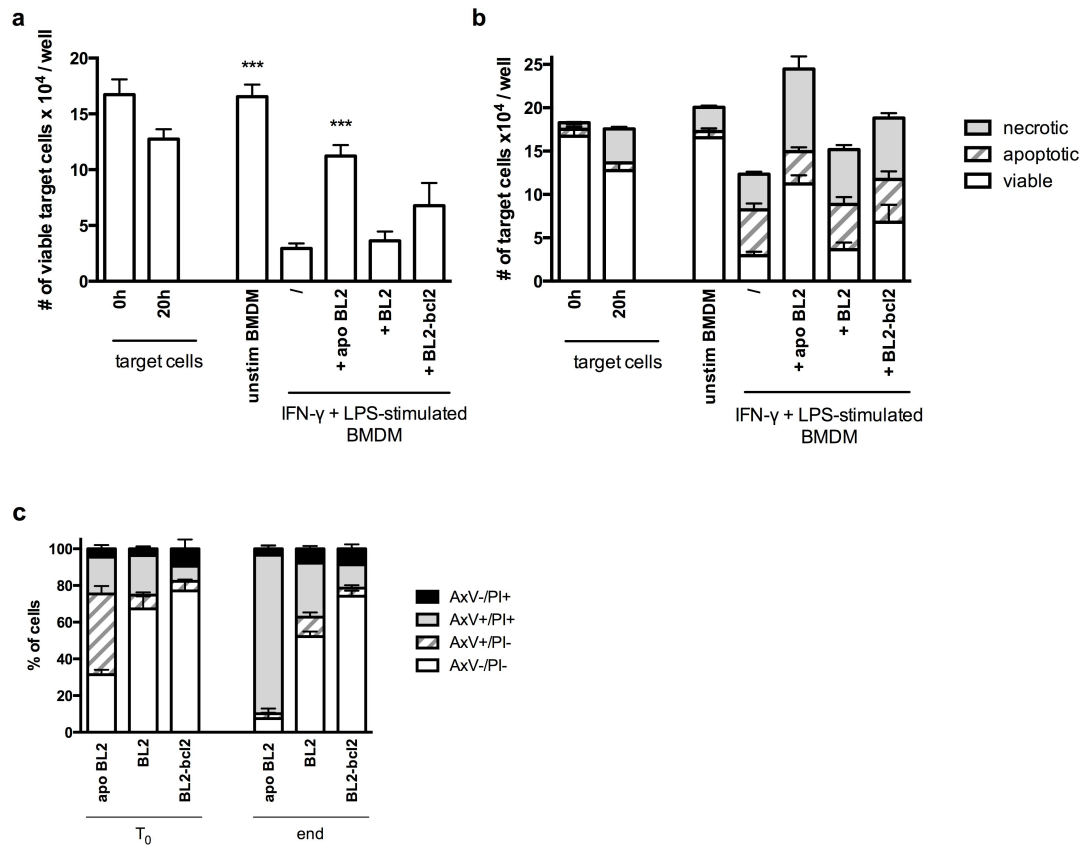 a
# of viable target cells x 10⁴ / well
20
15
10
5
0
***
***
0h
20h
unstim BMDM
/
+ apo BL2
+ BL2
+ BL2-bcl2
target cells
IFN-γ + LPS-stimulated
BMDM
b
# of target cells x10⁴ / well
25
20
15
10
5
0
0h
20h
unstim BMDM
/
+ apo BL2
+ BL2
+ BL2-bcl2
target cells
IFN-γ + LPS-stimulated
BMDM
necrotic
apoptotic
viable
c
% of cells
100
80
60
40
20
0
apo BL2
BL2
BL2-bcl2
apo BL2
BL2
BL2-bcl2
T₀
end
AxV-/PI+
AxV+/PI+
AxV+/PI-
AxV-/PI-